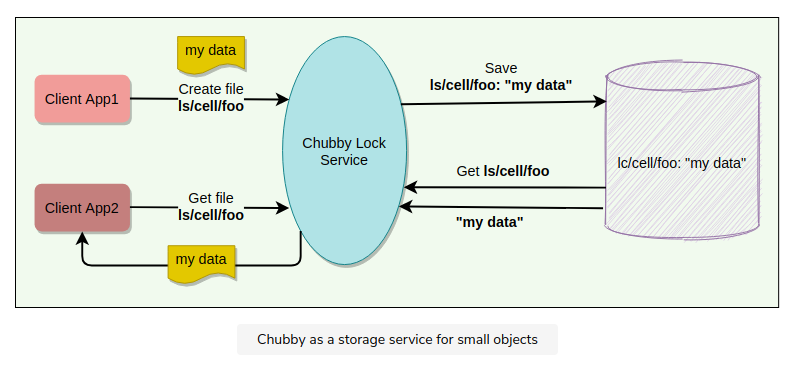 my data
Client App1
Create file
ls/cell/foo
Chubby Lock
Service
Save
ls/cell/foo: "my data"
lc/cell/foo: "my data"
Get ls/cell/foo
Client App2
Get file
ls/cell/foo
"my data"
my data
Chubby as a storage service for small objects